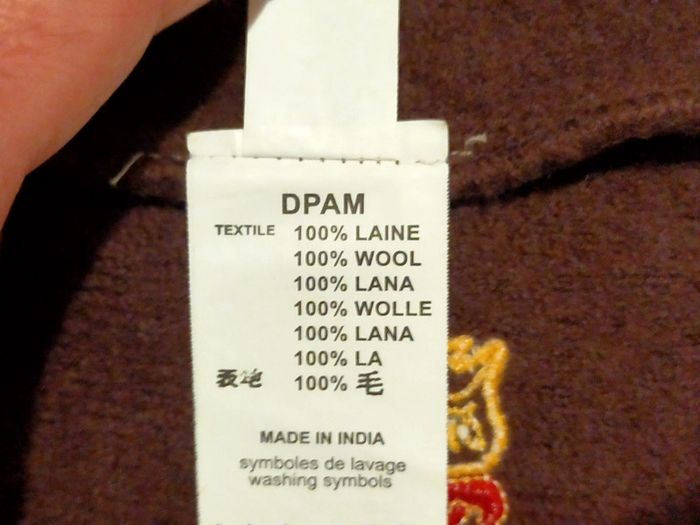 DPAM
TEXTILE 100% LAINE
100% WOOL
100% LANA
100% WOLLE
100% LANA
100% LA
表地 100% 毛
MADE IN INDIA
symboles de lavage
washing symbols